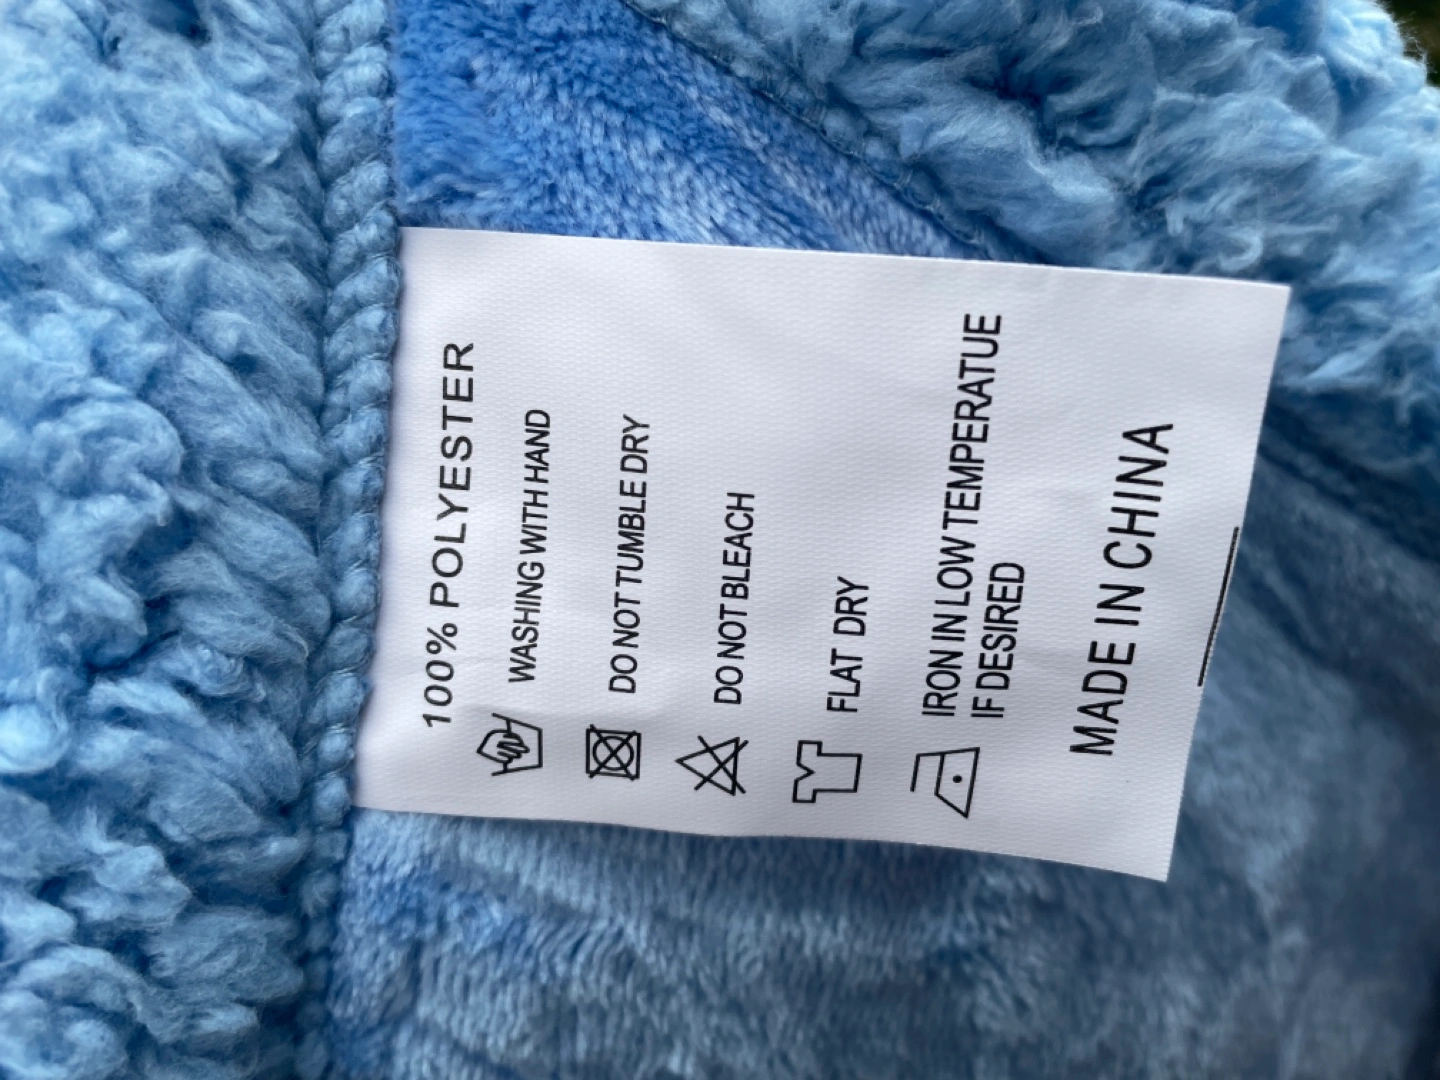 100% POLYESTER
WASHING WITH HAND
DO NOT TUMBLE DRY
DO NOT BLEACH
FLAT DRY
IRON IN LOW TEMPERATUE
IF DESIRED
MADE IN CHINA